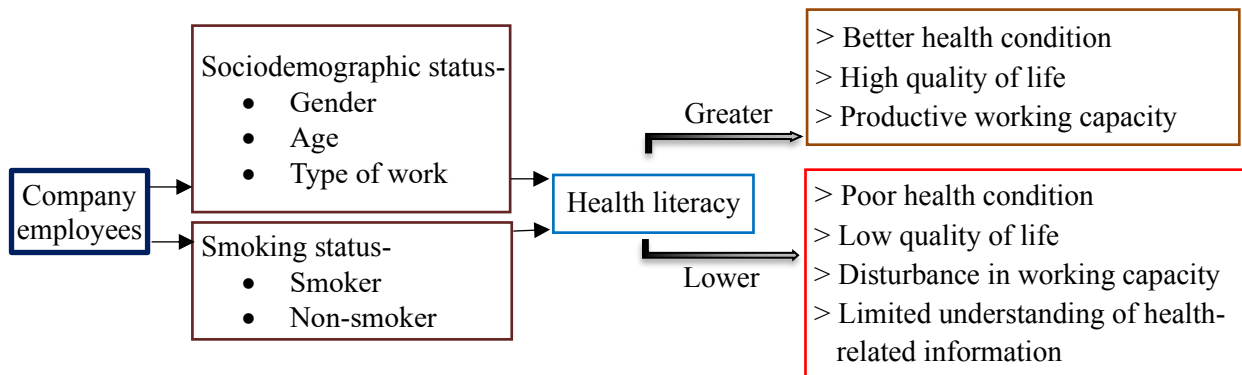 Company
employees
Sociodemographic status-
• Gender
• Age
• Type of work
Smoking status-
• Smoker
• Non-smoker
Health literacy
Greater
> Better health condition
> High quality of life
> Productive working capacity
Lower
> Poor health condition
> Low quality of life
> Disturbance in working capacity
> Limited understanding of health-
related information